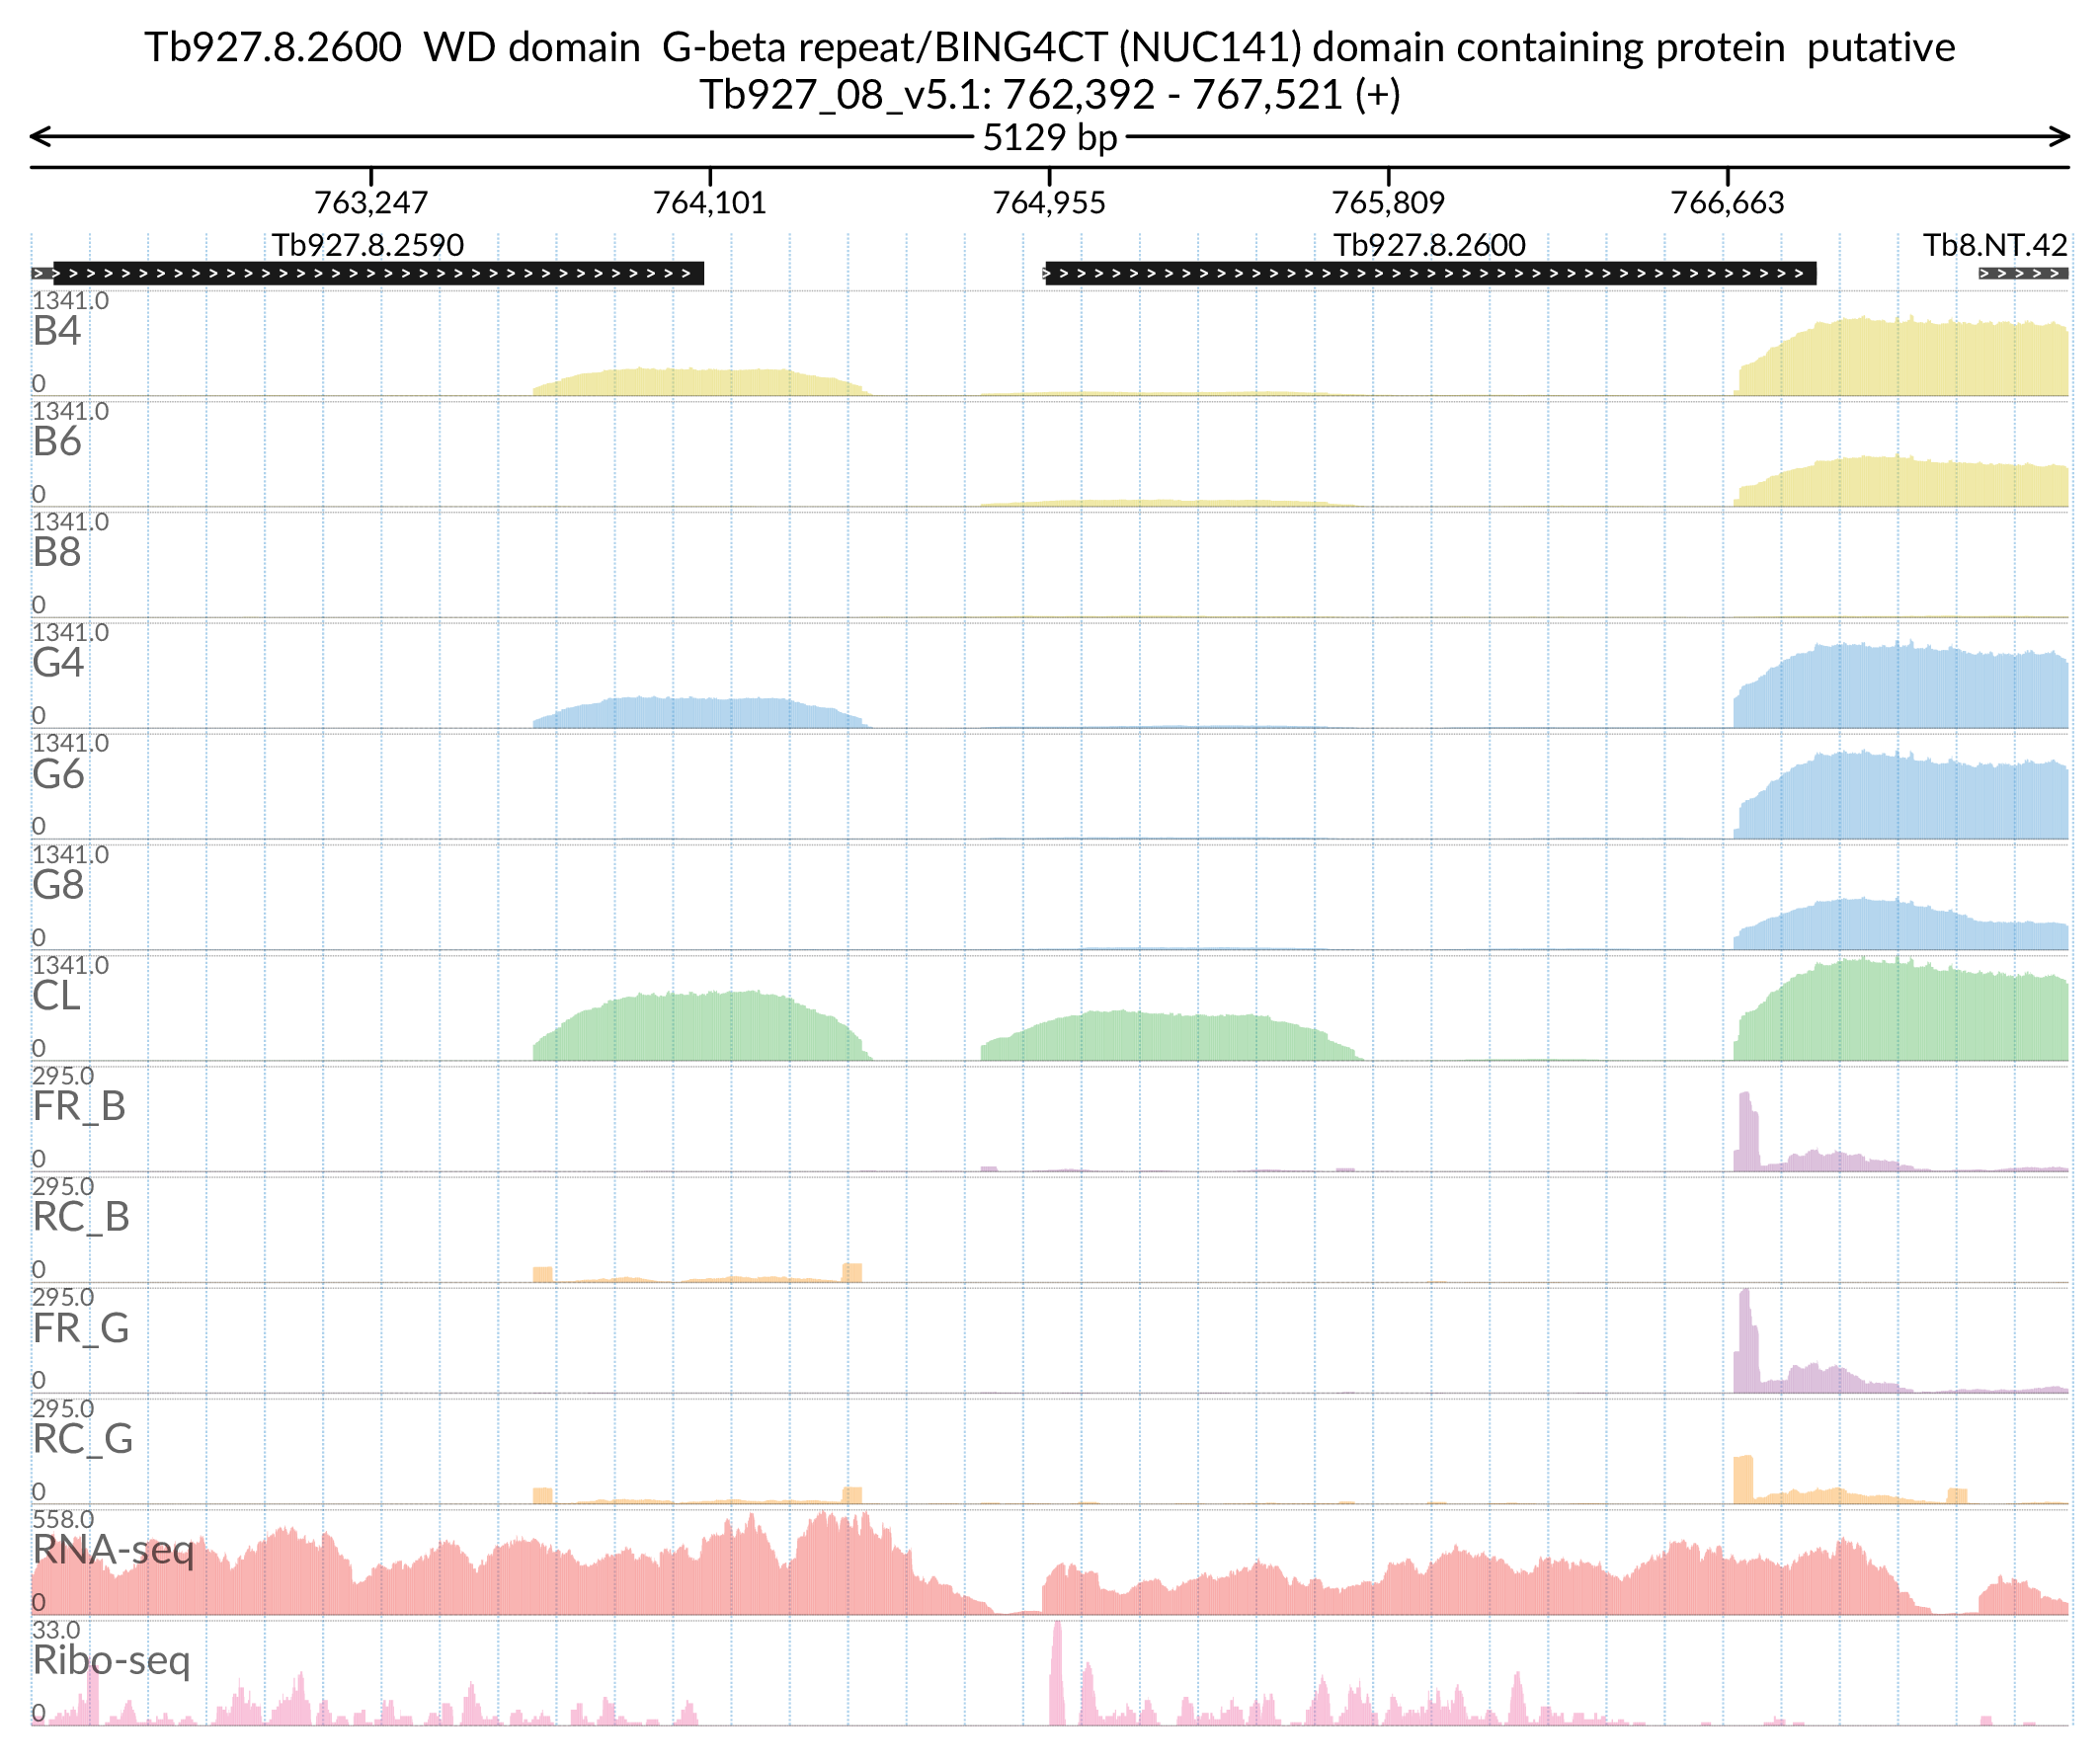 Tb927.8.2600  WD domain  G-beta repeat/BING4CT (NUC141) domain containing protein  putative
Tb927_08_v5.1: 762,392 - 767,521 (+)
5129 bp
763,247 764,101 764,955 765,809 766,663
Tb927.8.2590 Tb927.8.2600 Tb8.NT.42
1341.0
B4
0
1341.0
B6
0
1341.0
B8
0
1341.0
G4
0
1341.0
G6
0
1341.0
G8
0
1341.0
CL
0
295.0
FR_B
0
295.0
RC_B
0
295.0
FR_G
0
295.0
RC_G
0
558.0
RNA-seq
0
33.0
Ribo-seq
0